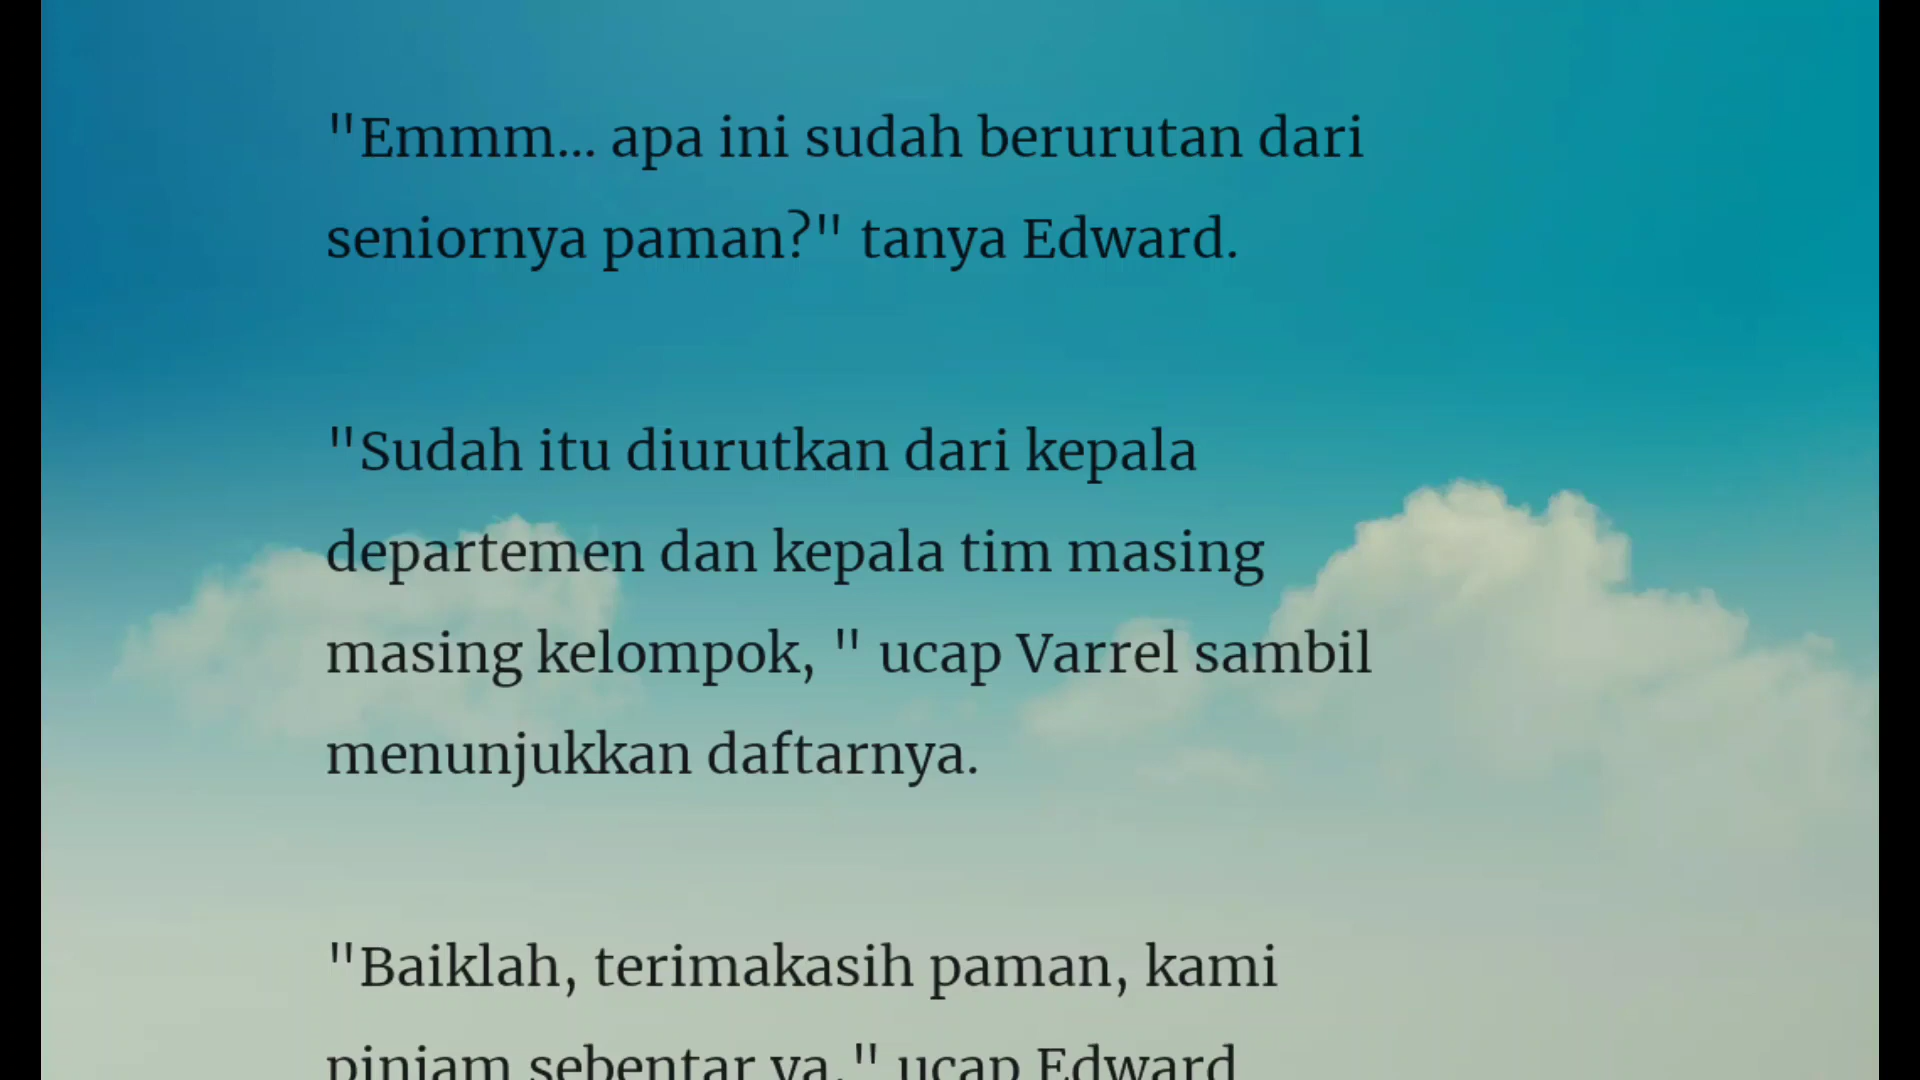 "Emmm... apa ini sudah berurutan dari
seniornya paman?" tanya Edward.
"Sudah itu diurutkan dari kepala
departemen dan kepala tim masing
masing kelompok, " ucap Varrel sambil
menunjukkan daftarnya.
"Baiklah, terimakasih paman, kami
pinjam sebentar ya," ucap Edward